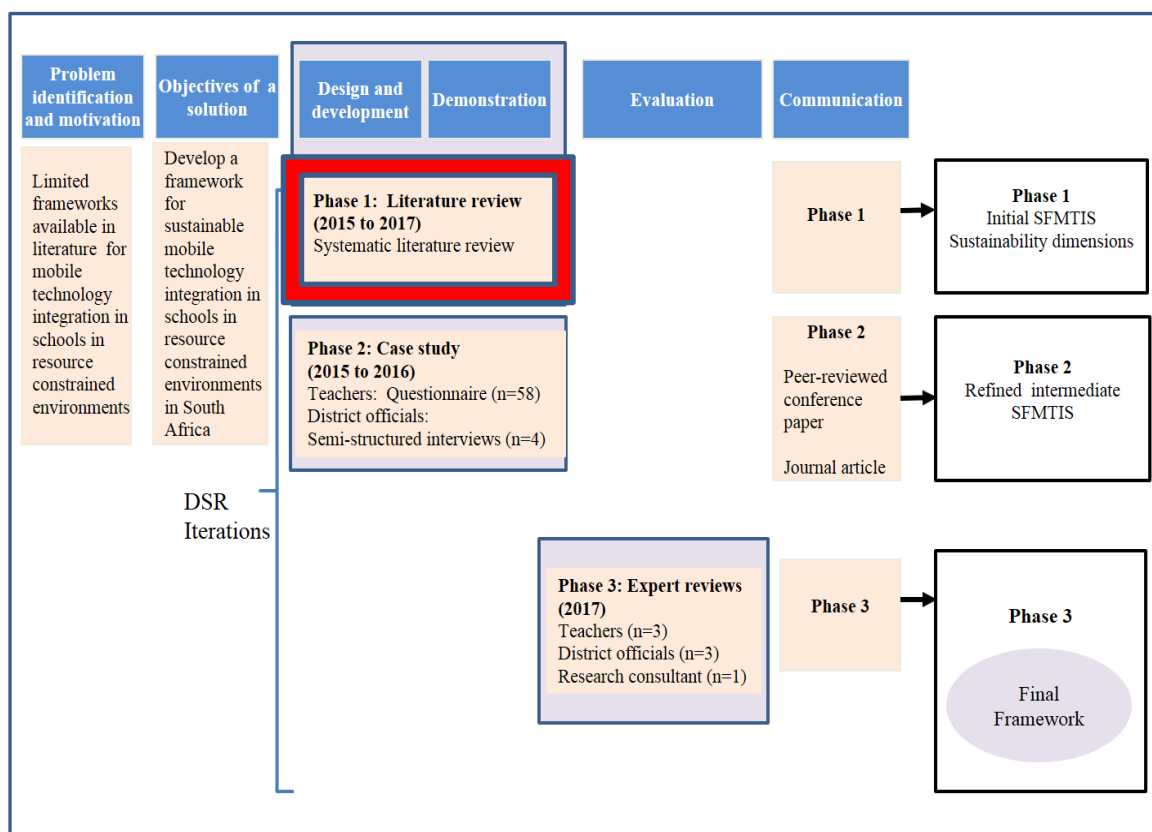 Problem
identification
and motivation
Objectives of a
solution
Design and
development
Demonstration
Evaluation
Communication
Limited
frameworks
available in
literature for
mobile
technology
integration in
schools in
resource
constrained
environments
Develop a
framework
for
sustainable
mobile
technology
integration in
schools in
resource
constrained
environments
in South
Africa
Phase 1: Literature review
(2015 to 2017)
Systematic literature review
Phase 1
Phase 1
Initial SFMTIS
Sustainability dimensions
Phase 2: Case study
(2015 to 2016)
Teachers: Questionnaire (n=58)
District officials:
Semi-structured interviews (n=4)
Phase 2
Peer-reviewed
conference
paper
Journal article
Phase 2
Refined intermediate
SFMTIS
DSR
Iterations
Phase 3: Expert reviews
(2017)
Teachers (n=3)
District officials (n=3)
Research consultant (n=1)
Phase 3
Phase 3
Final
Framework